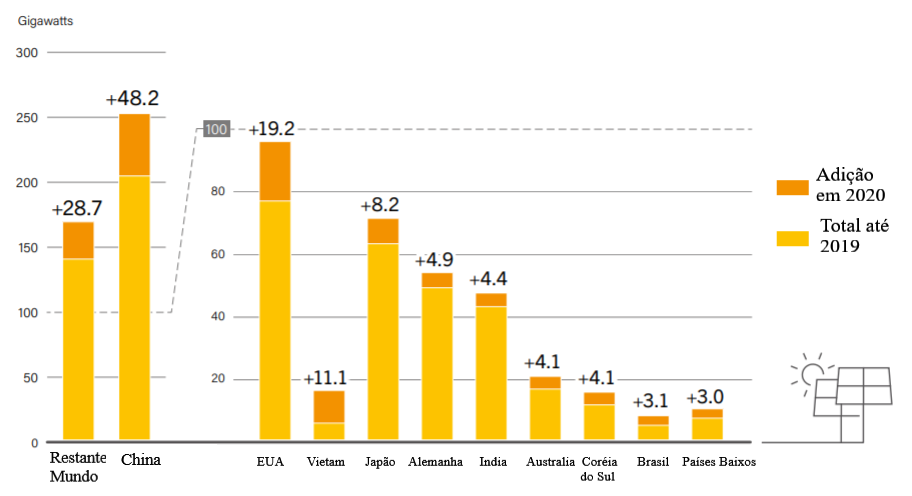 Gigawatts
300
250
200
150
100
50
0
+28.7
+48.2
100
80
60
40
20
+19.2
+11.1
+8.2
+4.9
+4.4
+4.1
+4.1
+3.1
+3.0
Restante
Mundo
China
EUA
Vietam
Japão
Alemanha
India
Australia
Coréia
do Sul
Brasil
Países Baixos
Adição
em 2020
Total até
2019